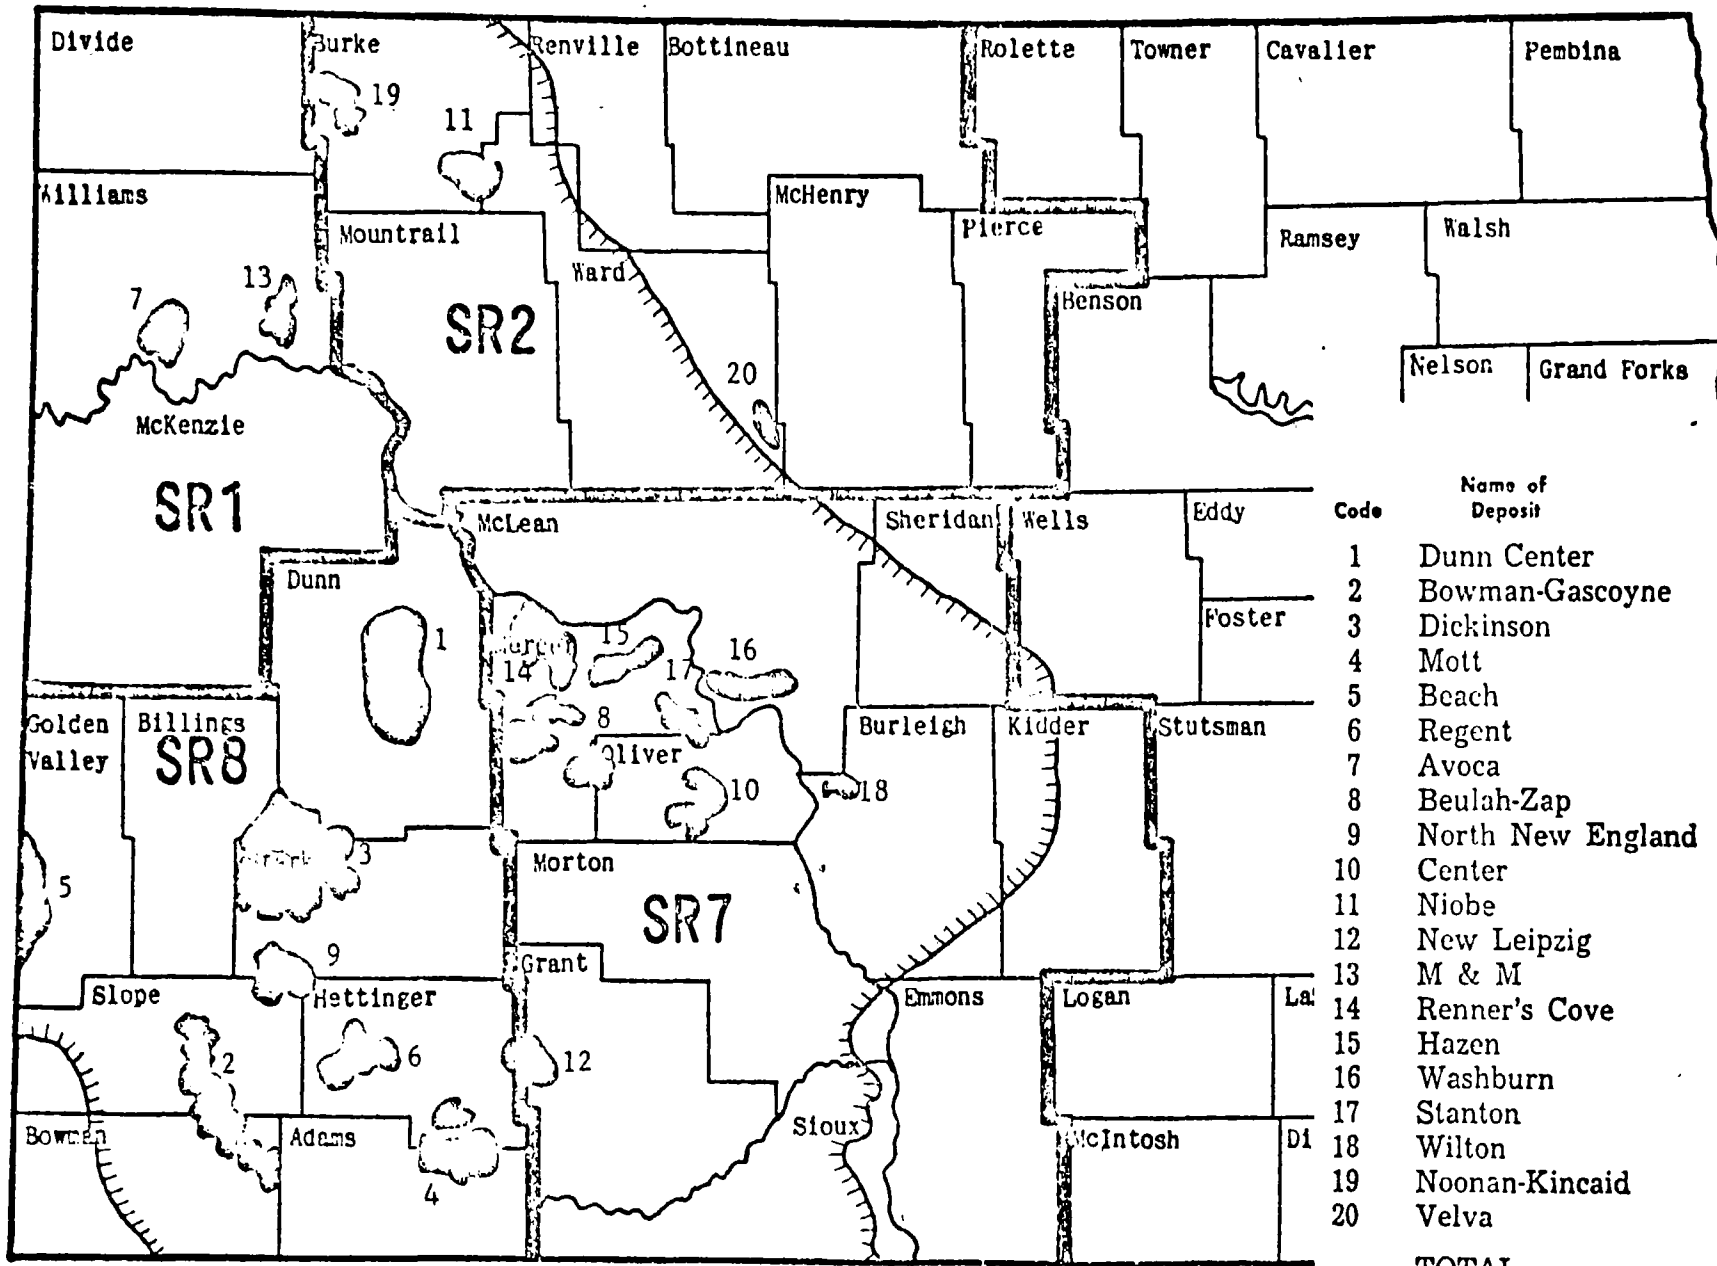 Divide
Burke
Renville
Bottineau
Rolette
Towner
Cavalier
Pembina
19
11
Williams
McHenry
Mountrail
Pierce
Ramsey
Walsh
Ward
13
7
SR2
Benson
Nelson
Grand Forks
20
McKenzie
SR1
McLean
Sheridan
Wells
Eddy
Dunn
Foster
1
Mercer
15
14
17
16
Golden
Valley
Billings
SR8
8
Burleigh
Kidder
Stutsman
Oliver
10
18
3
Morton
5
SR7
9
Grant
Slope
Hettinger
Emmons
Logan
La
2
6
12
Bowman
Adams
Sioux
McIntosh
Di
4
Code Name of Deposit
1 Dunn Center
2 Bowman-Gascoyne
3 Dickinson
4 Mott
5 Beach
6 Regent
7 Avoca
8 Beulah-Zap
9 North New England
10 Center
11 Niobe
12 New Leipzig
13 M & M
14 Renner's Cove
15 Hazen
16 Washburn
17 Stanton
18 Wilton
19 Noonan-Kincaid
20 Velva
TOTAL